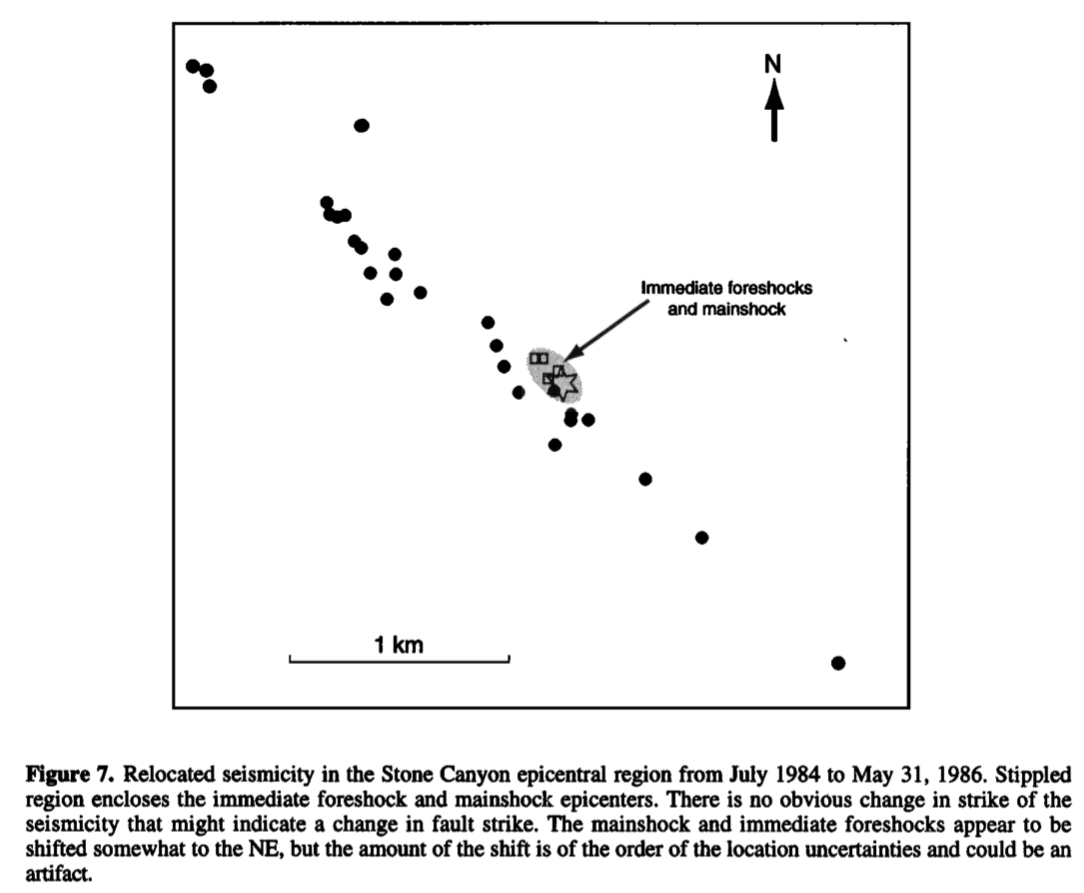 N
Immediate foreshocks
and mainshock
1 km
Figure 7. Relocated seismicity in the Stone Canyon epicentral region from July 1984 to May 31, 1986. Stippled
region encloses the immediate foreshock and mainshock epicenters. There is no obvious change in strike of the
seismicity that might indicate a change in fault strike. The mainshock and immediate foreshocks appear to be
shifted somewhat to the NE, but the amount of the shift is of the order of the location uncertainties and could be an
artifact.